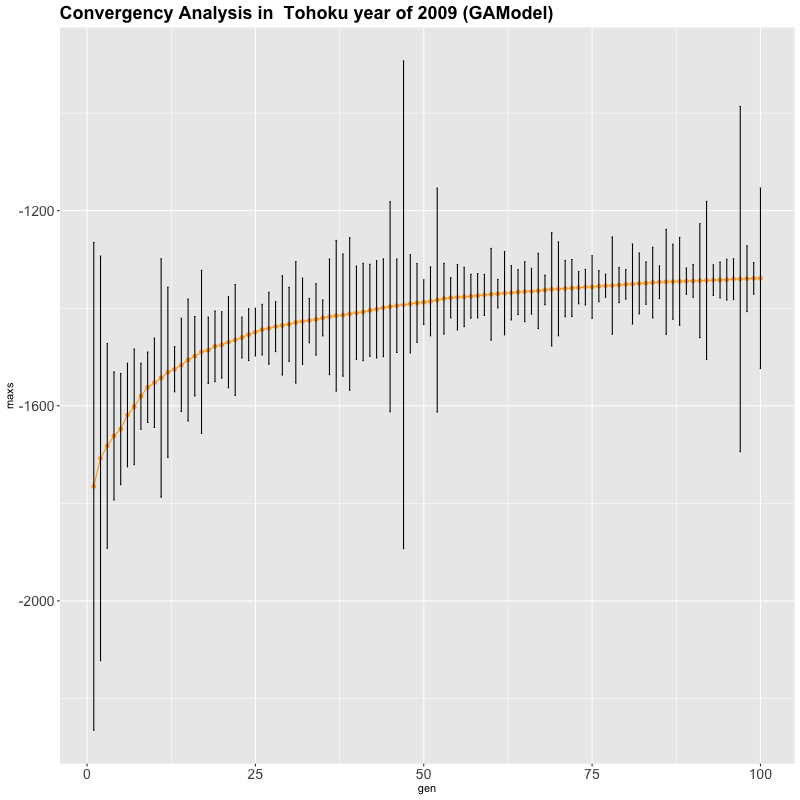 Convergency Analysis in  Tohoku year of 2009 (GAModel)
maxs
-1200
-1600
-2000
0 25 50 75 100
gen